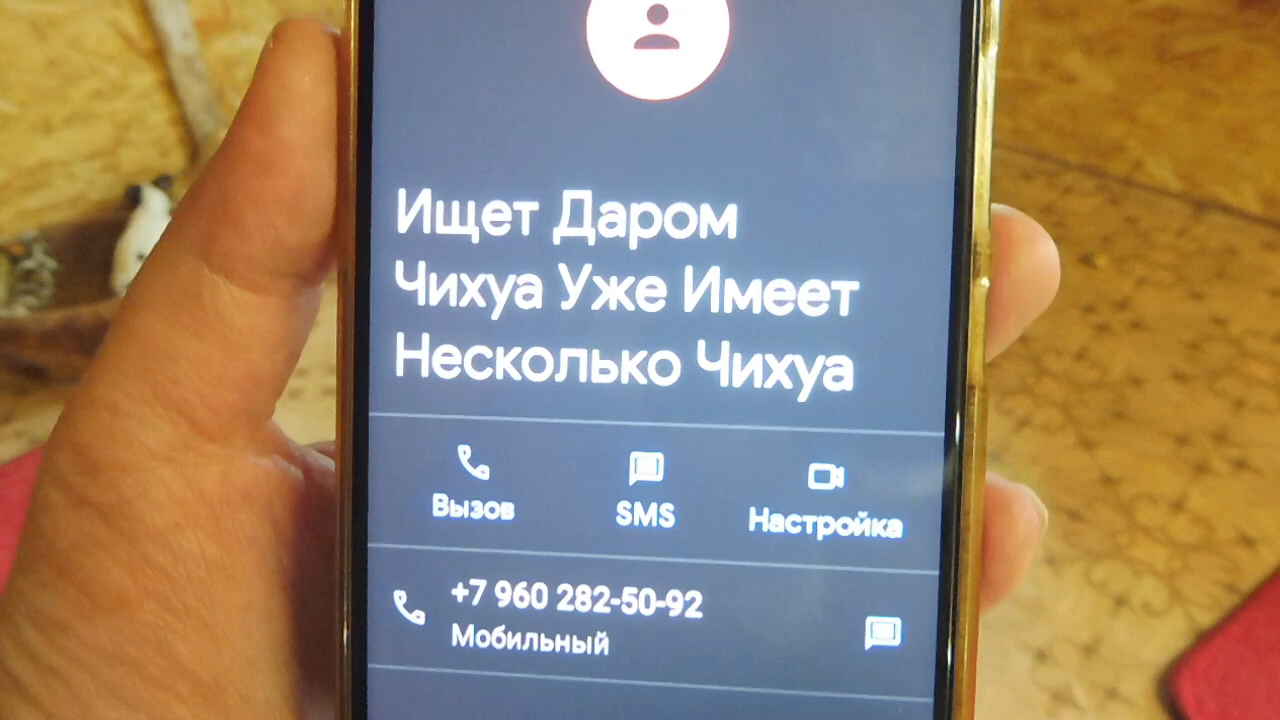 Ищет Даром
Чихуа Уже Имеет
Несколько Чихуа
Вызов
SMS
Настройка
+7 960 282-50-92
Мобильный